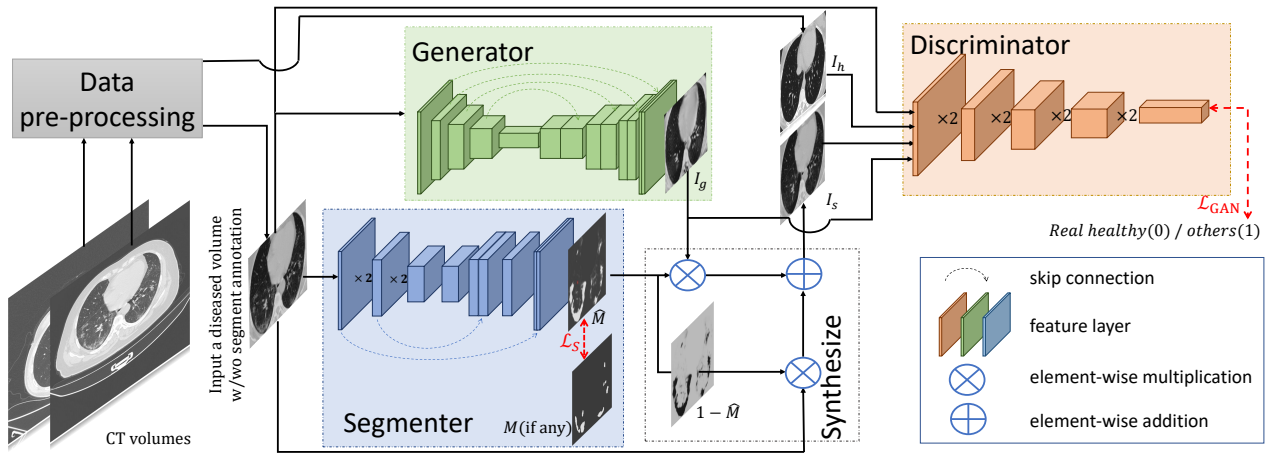 Data
pre-processing
CT volumes
Input a diseased volume
w/wo segment annotation
Generator
I_g
Segmenter
×2
×2
M̂
ℒ_S
M(if any)
1 − M̂
Synthesize
I_h
I_s
Discriminator
×2
×2
×2
×2
ℒ_GAN
Real healthy(0) / others(1)
skip connection
feature layer
element-wise multiplication
element-wise addition